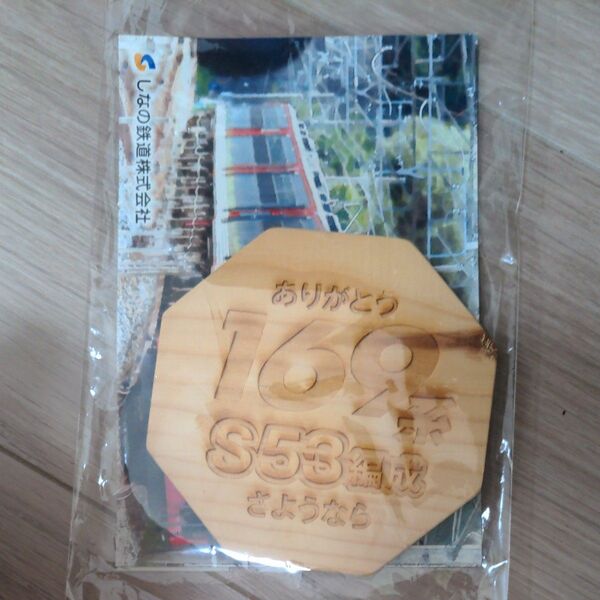 しなの鉄道株式会社
ありがとう
169系
S53編成
さようなら